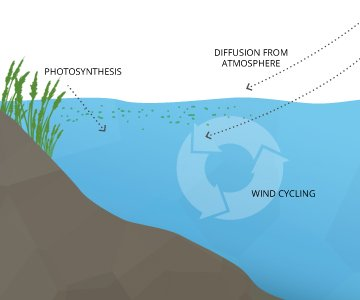 DIFFUSION FROM
ATMOSPHERE
PHOTOSYNTHESIS
WIND CYCLING